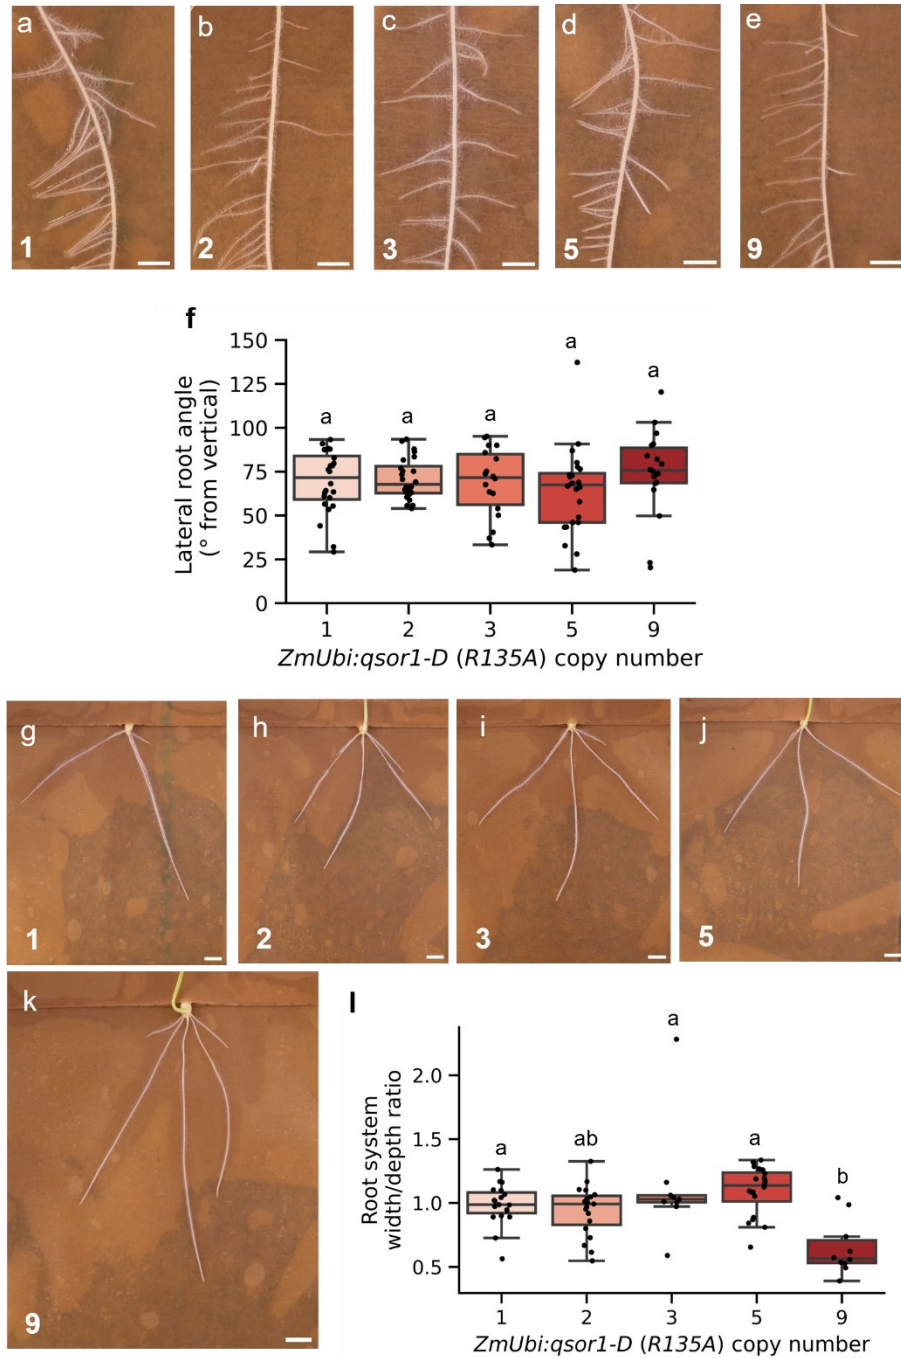 a
b
c
d
e
1
2
3
5
9
f
150
125
100
75
50
25
0
Lateral root angle
(° from vertical)
a
a
a
a
a
1
2
3
5
9
ZmUbi:qsor1-D (R135A) copy number
g
h
i
j
1
2
3
5
k
9
l
2.0
1.5
1.0
0.5
Root system
width/depth ratio
a
ab
a
a
b
1
2
3
5
9
ZmUbi:qsor1-D (R135A) copy number